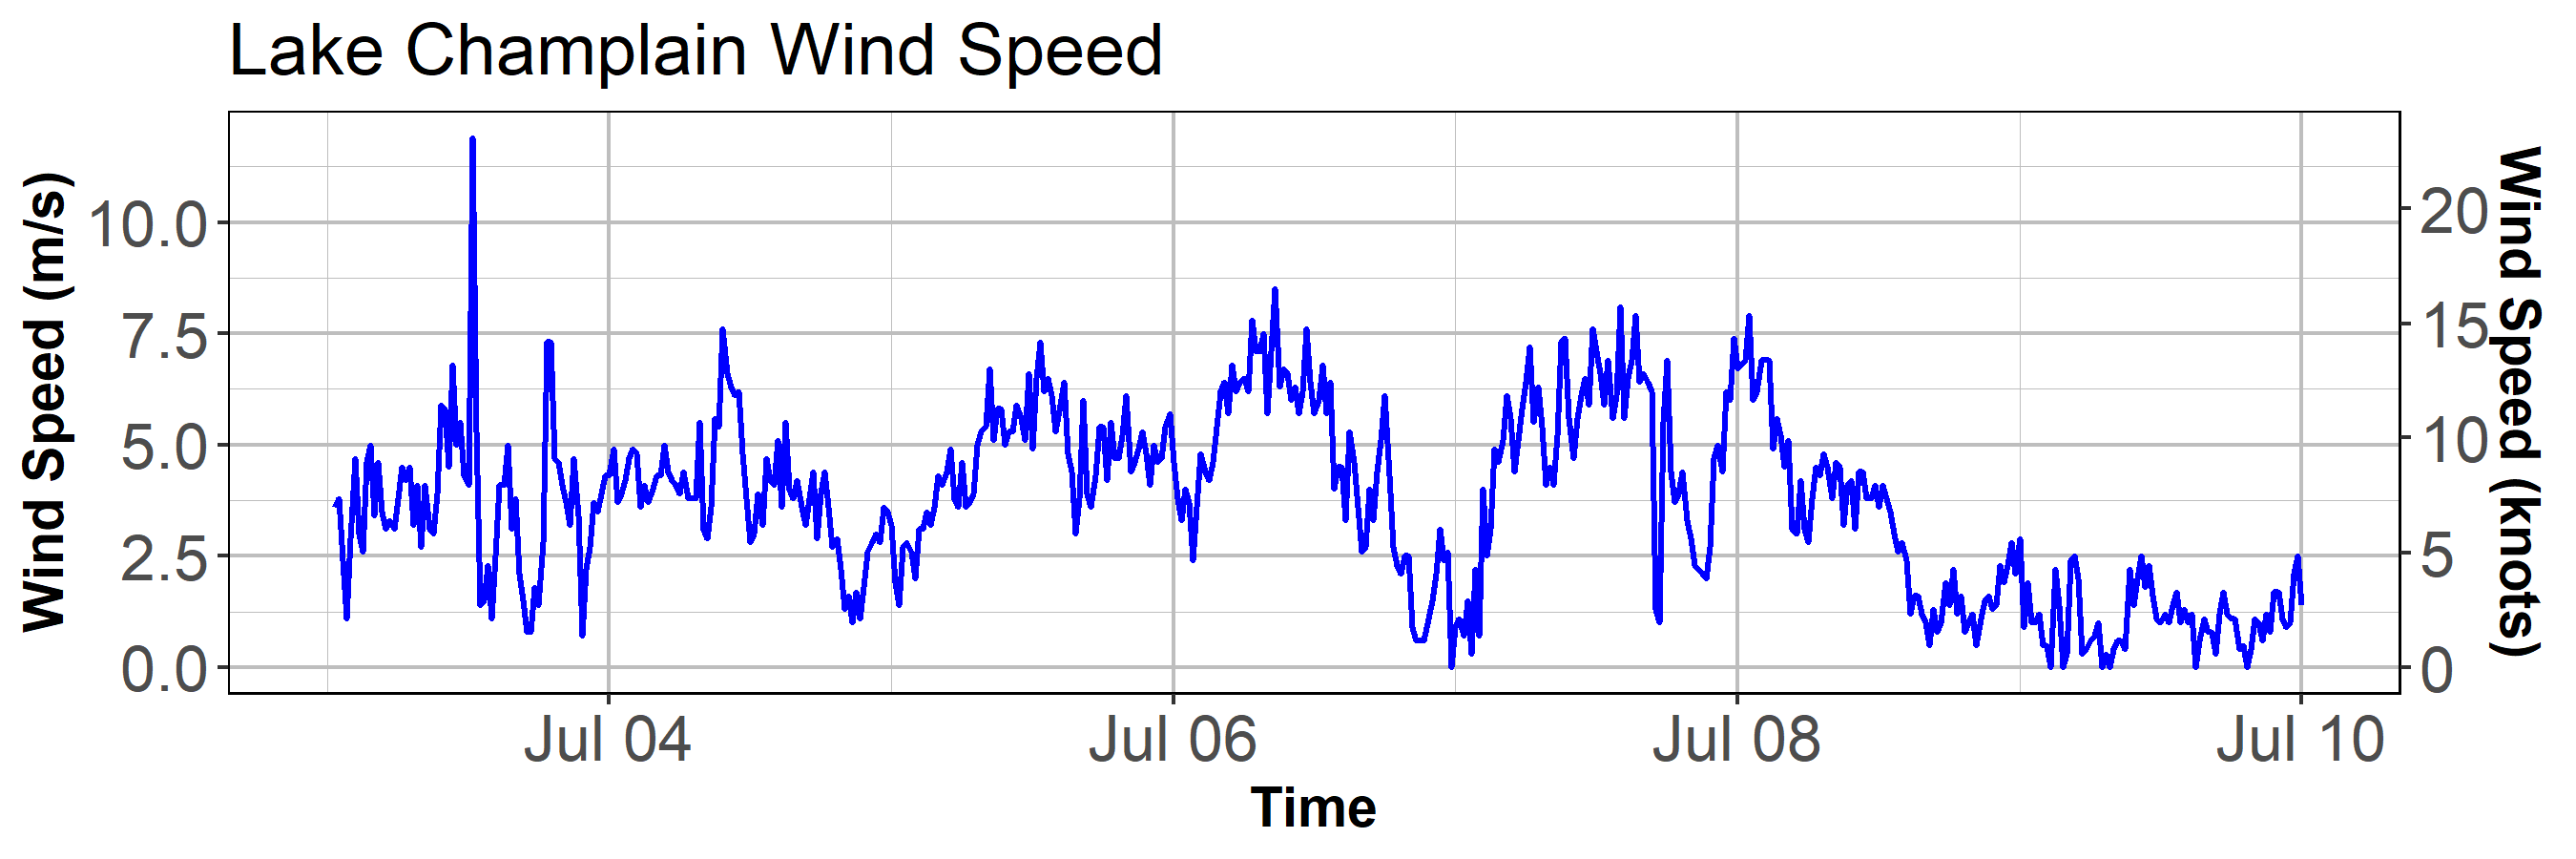 Lake Champlain Wind Speed
Wind Speed (m/s)
10.0
7.5
5.0
2.5
0.0
20
15
10
5
0
Wind Speed (knots)
Jul 04
Jul 06
Jul 08
Jul 10
Time